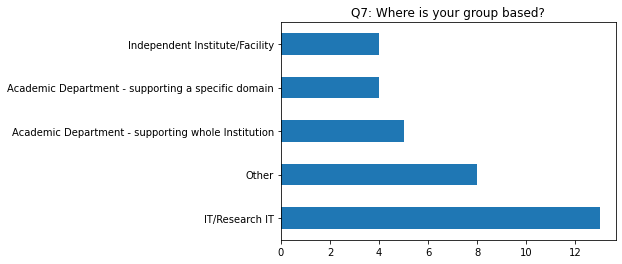 Q7: Where is your group based?
Independent Institute/Facility
Academic Department - supporting a specific domain
Academic Department - supporting whole Institution
Other
IT/Research IT
0 2 4 6 8 10 12